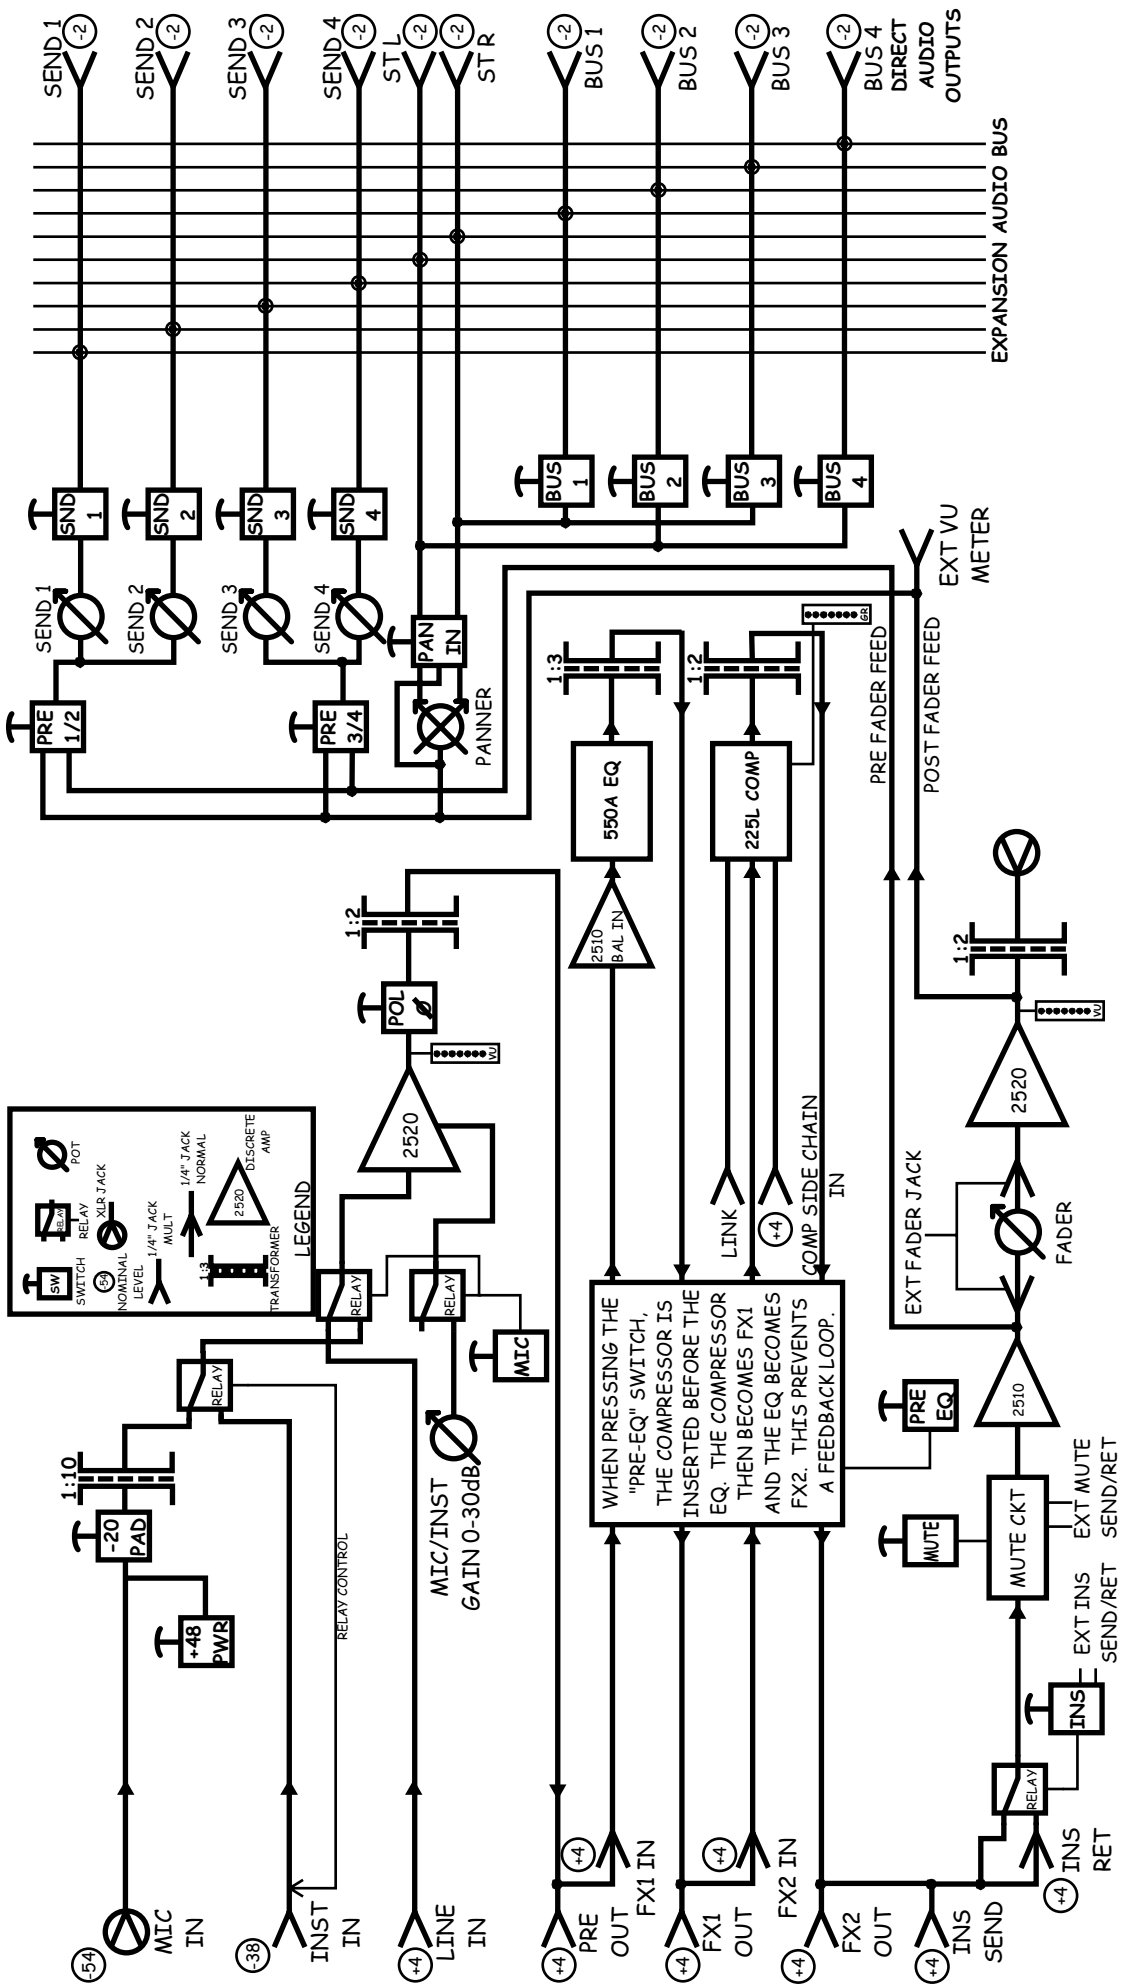 SEND 1
-2
SEND 2
-2
SEND 3
-2
SEND 4
-2
ST L
-2
ST R
-2
BUS 1
-2
BUS 2
-2
BUS 3
-2
BUS 4
-2
DIRECT
AUDIO
OUTPUTS
EXPANSION AUDIO BUS
SND
1
SND
2
SND
3
SND
4
BUS
1
BUS
2
BUS
3
BUS
4
SEND 1
SEND 2
SEND 3
SEND 4
PAN
IN
PANNER
PRE
1/2
PRE
3/4
EXT VU
METER
1:3
1:2
GR
550A EQ
225L COMP
PRE FADER FEED
POST FADER FEED
2510
BAL IN
LINK
+4
COMP SIDE CHAIN
IN
1:2
POL
Ø
VU
2520
POT
RELAY
RELAY
XLR JACK
1/4" JACK
NORMAL
SW
SWITCH
-54
NOMINAL
LEVEL
1/4" JACK
MULT
2520
DISCRETE
AMP
1:3
TRANSFORMER
LEGEND
RELAY
RELAY
RELAY
MIC
MIC/INST
GAIN 0-30dB
1:10
-20
PAD
+48
PWR
RELAY CONTROL
-54
MIC
IN
-38
INST
IN
+4
LINE
IN
WHEN PRESSING THE
"PRE-EQ" SWITCH,
THE COMPRESSOR IS
INSERTED BEFORE THE
EQ. THE COMPRESSOR
THEN BECOMES FX1
AND THE EQ BECOMES
FX2. THIS PREVENTS
A FEEDBACK LOOP.
PRE
EQ
+4
PRE
OUT
+4
FX1 IN
+4
FX1
OUT
+4
FX2 IN
+4
FX2
OUT
+4
INS
SEND
+4
INS
RET
RELAY
INS
EXT INS
SEND/RET
MUTE
MUTE CKT
EXT MUTE
SEND/RET
2510
EXT FADER JACK
FADER
2520
VU
1:2